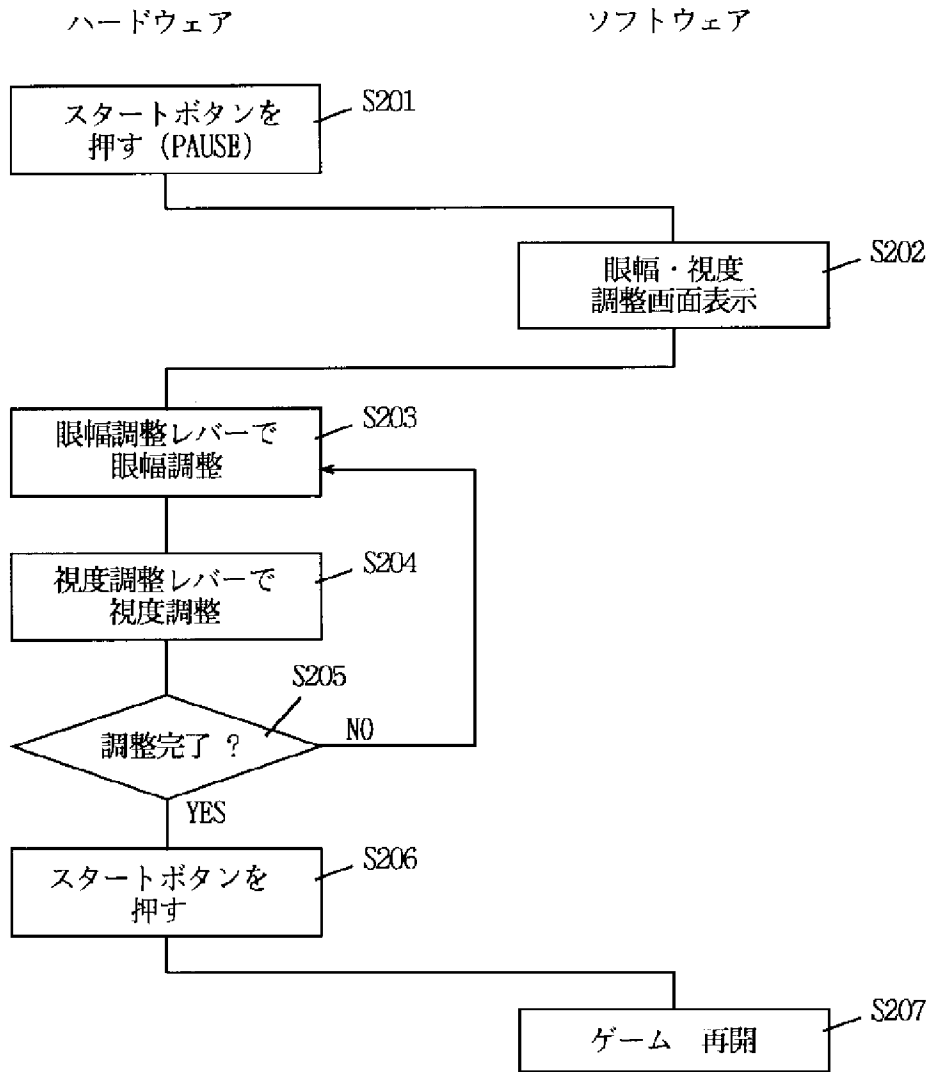 ハードウェア
ソフトウェア
スタートボタンを
押す (PAUSE)
S201
眼幅・視度
調整画面表示
S202
眼幅調整レバーで
眼幅調整
S203
視度調整レバーで
視度調整
S204
調整完了 ?
S205
NO
YES
スタートボタンを
押す
S206
ゲーム 再開
S207